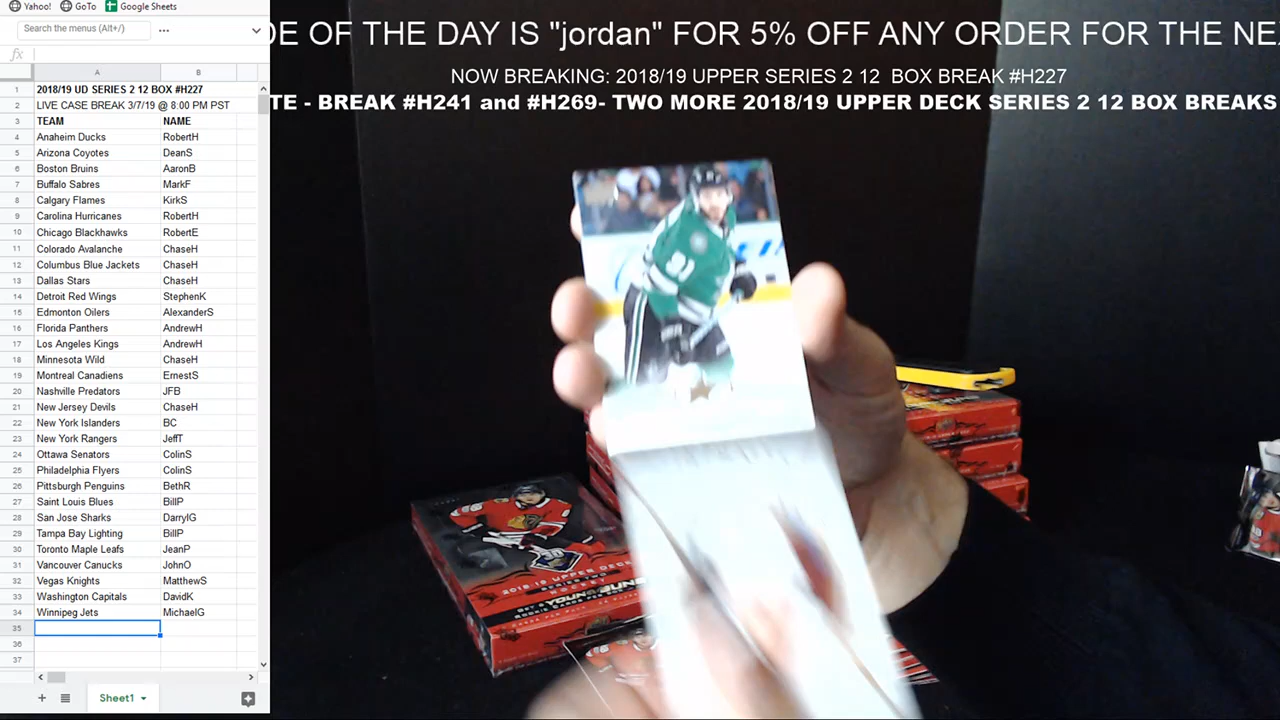 Yahoo!
GoTo
Google Sheets
Search the menus (Alt+/)
fx
A B
1 2018/19 UD SERIES 2 12 BOX #H227
2 LIVE CASE BREAK 3/7/19 @ 8:00 PM PST
3 TEAM NAME
4 Anaheim Ducks RobertH
5 Arizona Coyotes DeanS
6 Boston Bruins AaronB
7 Buffalo Sabres MarkF
8 Calgary Flames KirkS
9 Carolina Hurricanes RobertH
10 Chicago Blackhawks RobertE
11 Colorado Avalanche ChaseH
12 Columbus Blue Jackets ChaseH
13 Dallas Stars ChaseH
14 Detroit Red Wings StephenK
15 Edmonton Oilers AlexanderS
16 Florida Panthers AndrewH
17 Los Angeles Kings AndrewH
18 Minnesota Wild ChaseH
19 Montreal Canadiens ErnestS
20 Nashville Predators JFB
21 New Jersey Devils ChaseH
22 New York Islanders BC
23 New York Rangers JeffT
24 Ottawa Senators ColinS
25 Philadelphia Flyers ColinS
26 Pittsburgh Penguins BethR
27 Saint Louis Blues BillP
28 San Jose Sharks DarrylG
29 Tampa Bay Lighting BillP
30 Toronto Maple Leafs JeanP
31 Vancouver Canucks JohnO
32 Vegas Knights MatthewS
33 Washington Capitals DavidK
34 Winnipeg Jets MichaelG
35
36
37
Sheet1
DE OF THE DAY IS "jordan" FOR 5% OFF ANY ORDER FOR THE NE
NOW BREAKING: 2018/19 UPPER SERIES 2 12 BOX BREAK #H227
TE - BREAK #H241 and #H269- TWO MORE 2018/19 UPPER DECK SERIES 2 12 BOX BREAKS
91
2018-19 UPPER DECK
SERIES TWO
HOCKEY